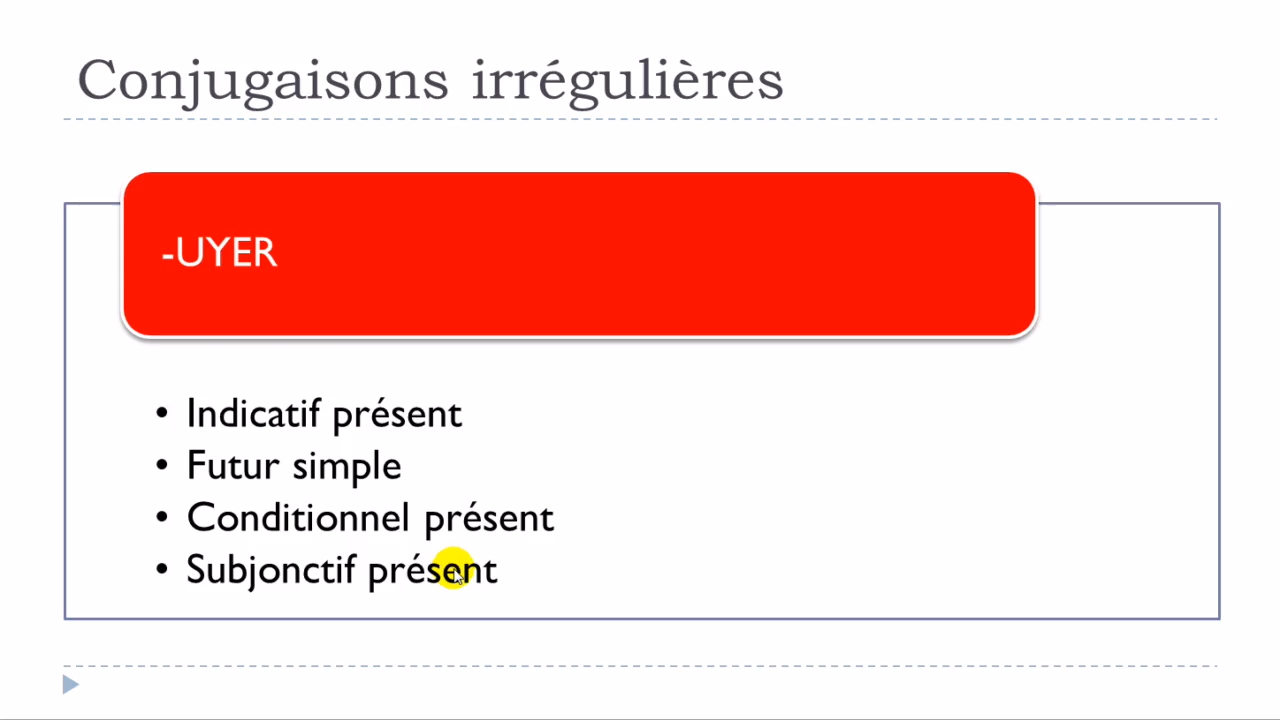 Conjugaisons irrégulières
-UYER
• Indicatif présent
• Futur simple
• Conditionnel présent
• Subjonctif présent